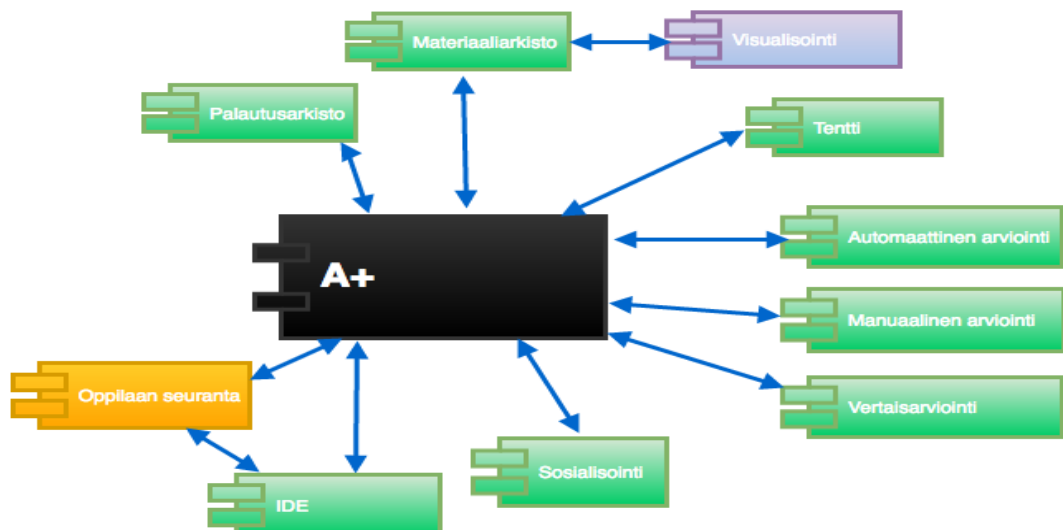 Materiaaliarkisto
Visualisointi
Palautusarkisto
Tentti
Automaattinen arviointi
A+
Manuaalinen arviointi
Oppilaan seuranta
Vertaisarviointi
Sosialisointi
IDE